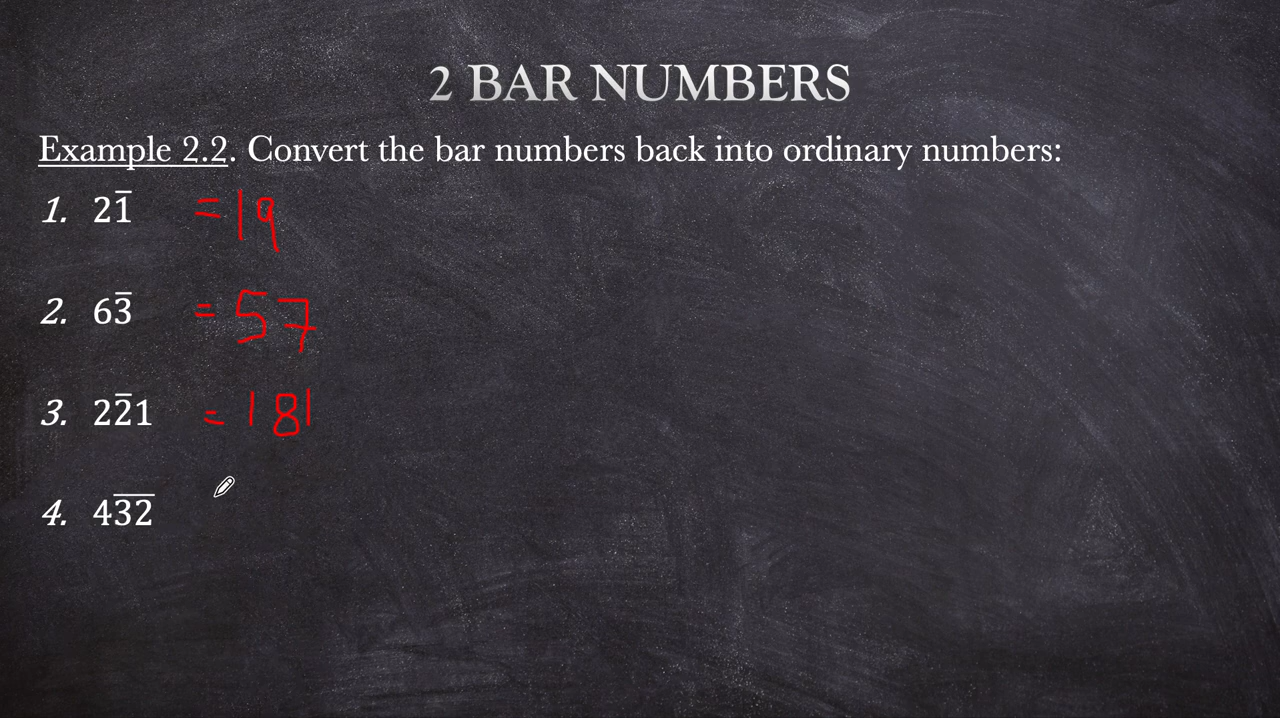 2 BAR NUMBERS
Example 2.2. Convert the bar numbers back into ordinary numbers:
1. 21̅ = 19
2. 63̅ = 57
3. 22̅1 = 181
4. 43̅2̅